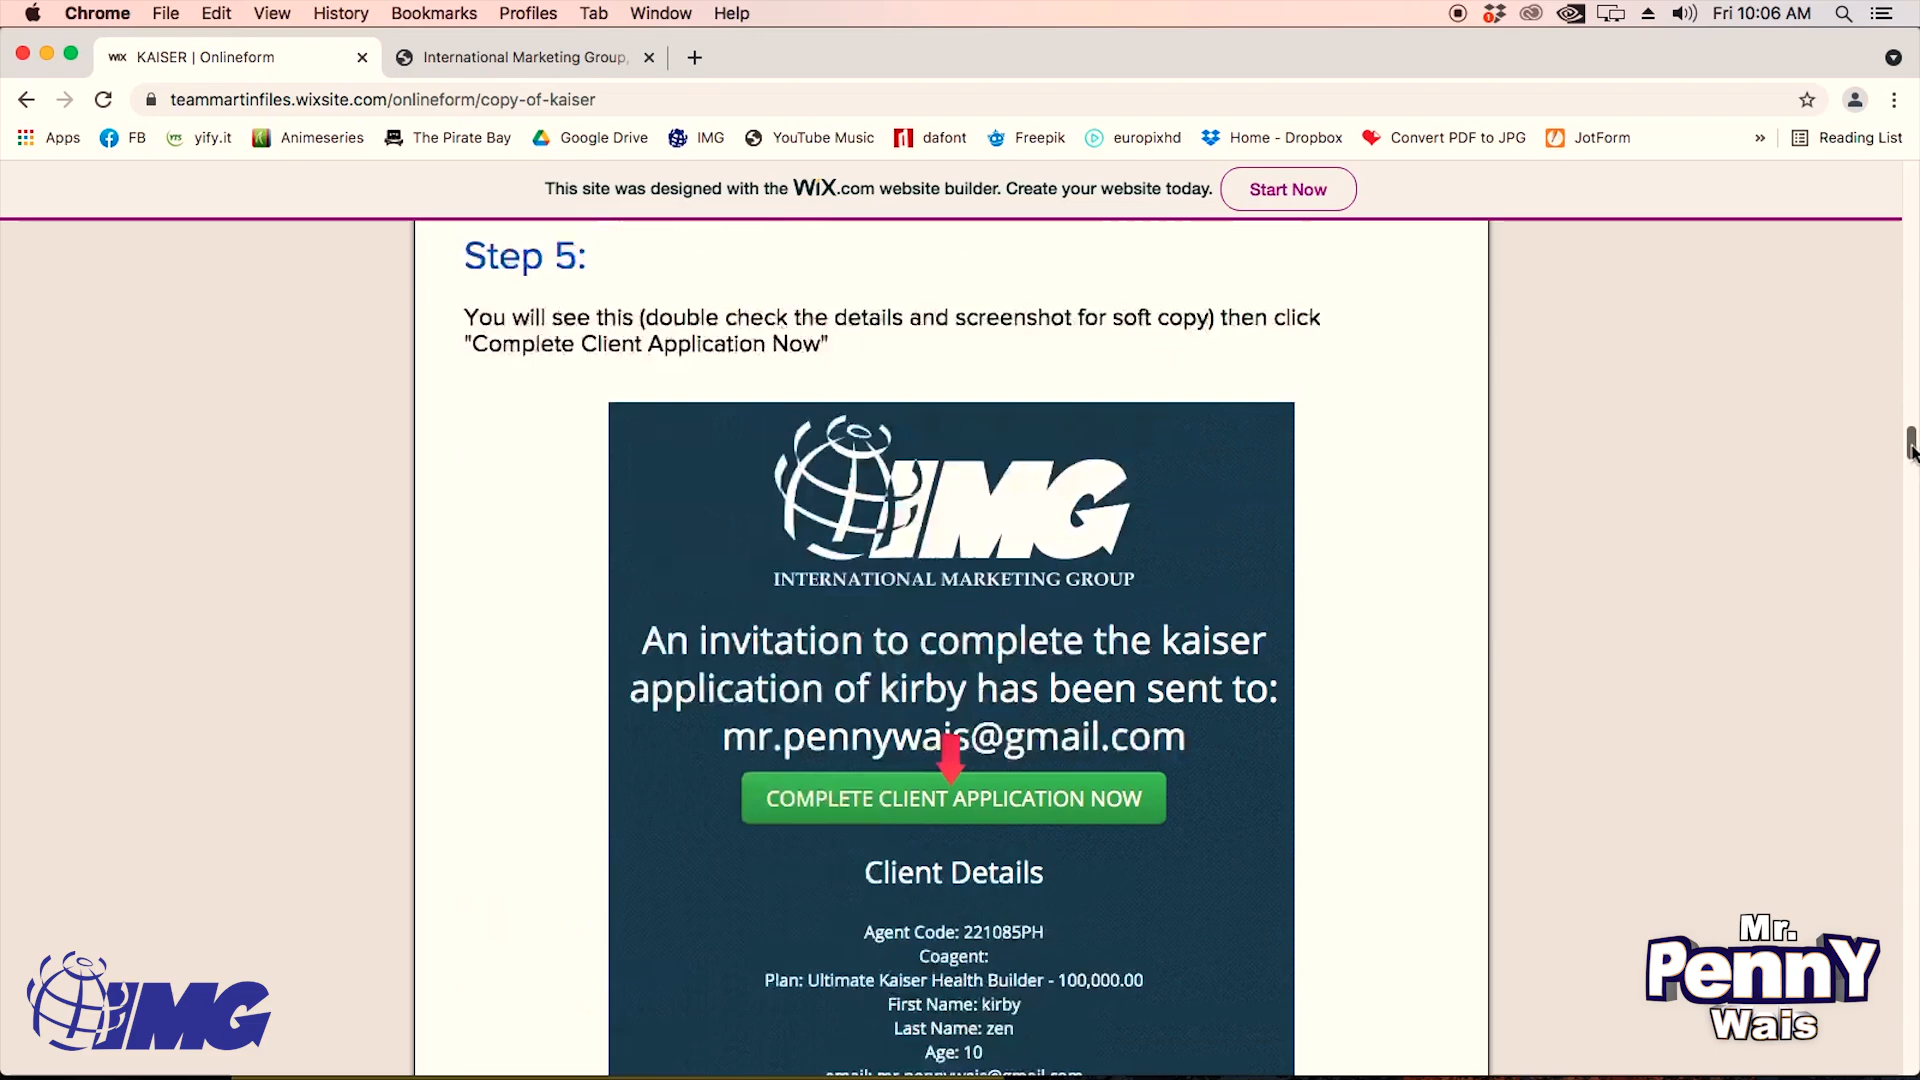 Chrome File Edit View History Bookmarks Profiles Tab Window Help Fri 10:06 AM
WiX KAISER | Onlineform International Marketing Group,
teammartinfiles.wixsite.com/onlineform/copy-of-kaiser
Apps FB yify.it Animeseries The Pirate Bay Google Drive IMG YouTube Music dafont Freepik europixhd Home - Dropbox Convert PDF to JPG JotForm » Reading List
This site was designed with the WiX.com website builder. Create your website today. Start Now
Step 5:
You will see this (double check the details and screenshot for soft copy) then click
"Complete Client Application Now"
IMG
INTERNATIONAL MARKETING GROUP
An invitation to complete the kaiser
application of kirby has been sent to:
mr.pennywais@gmail.com
COMPLETE CLIENT APPLICATION NOW
Client Details
Agent Code: 221085PH
Coagent:
Plan: Ultimate Kaiser Health Builder - 100,000.00
First Name: kirby
Last Name: zen
Age: 10
email: mr.pennywais@gmail.com
IMG
Mr.
PennY
Wais